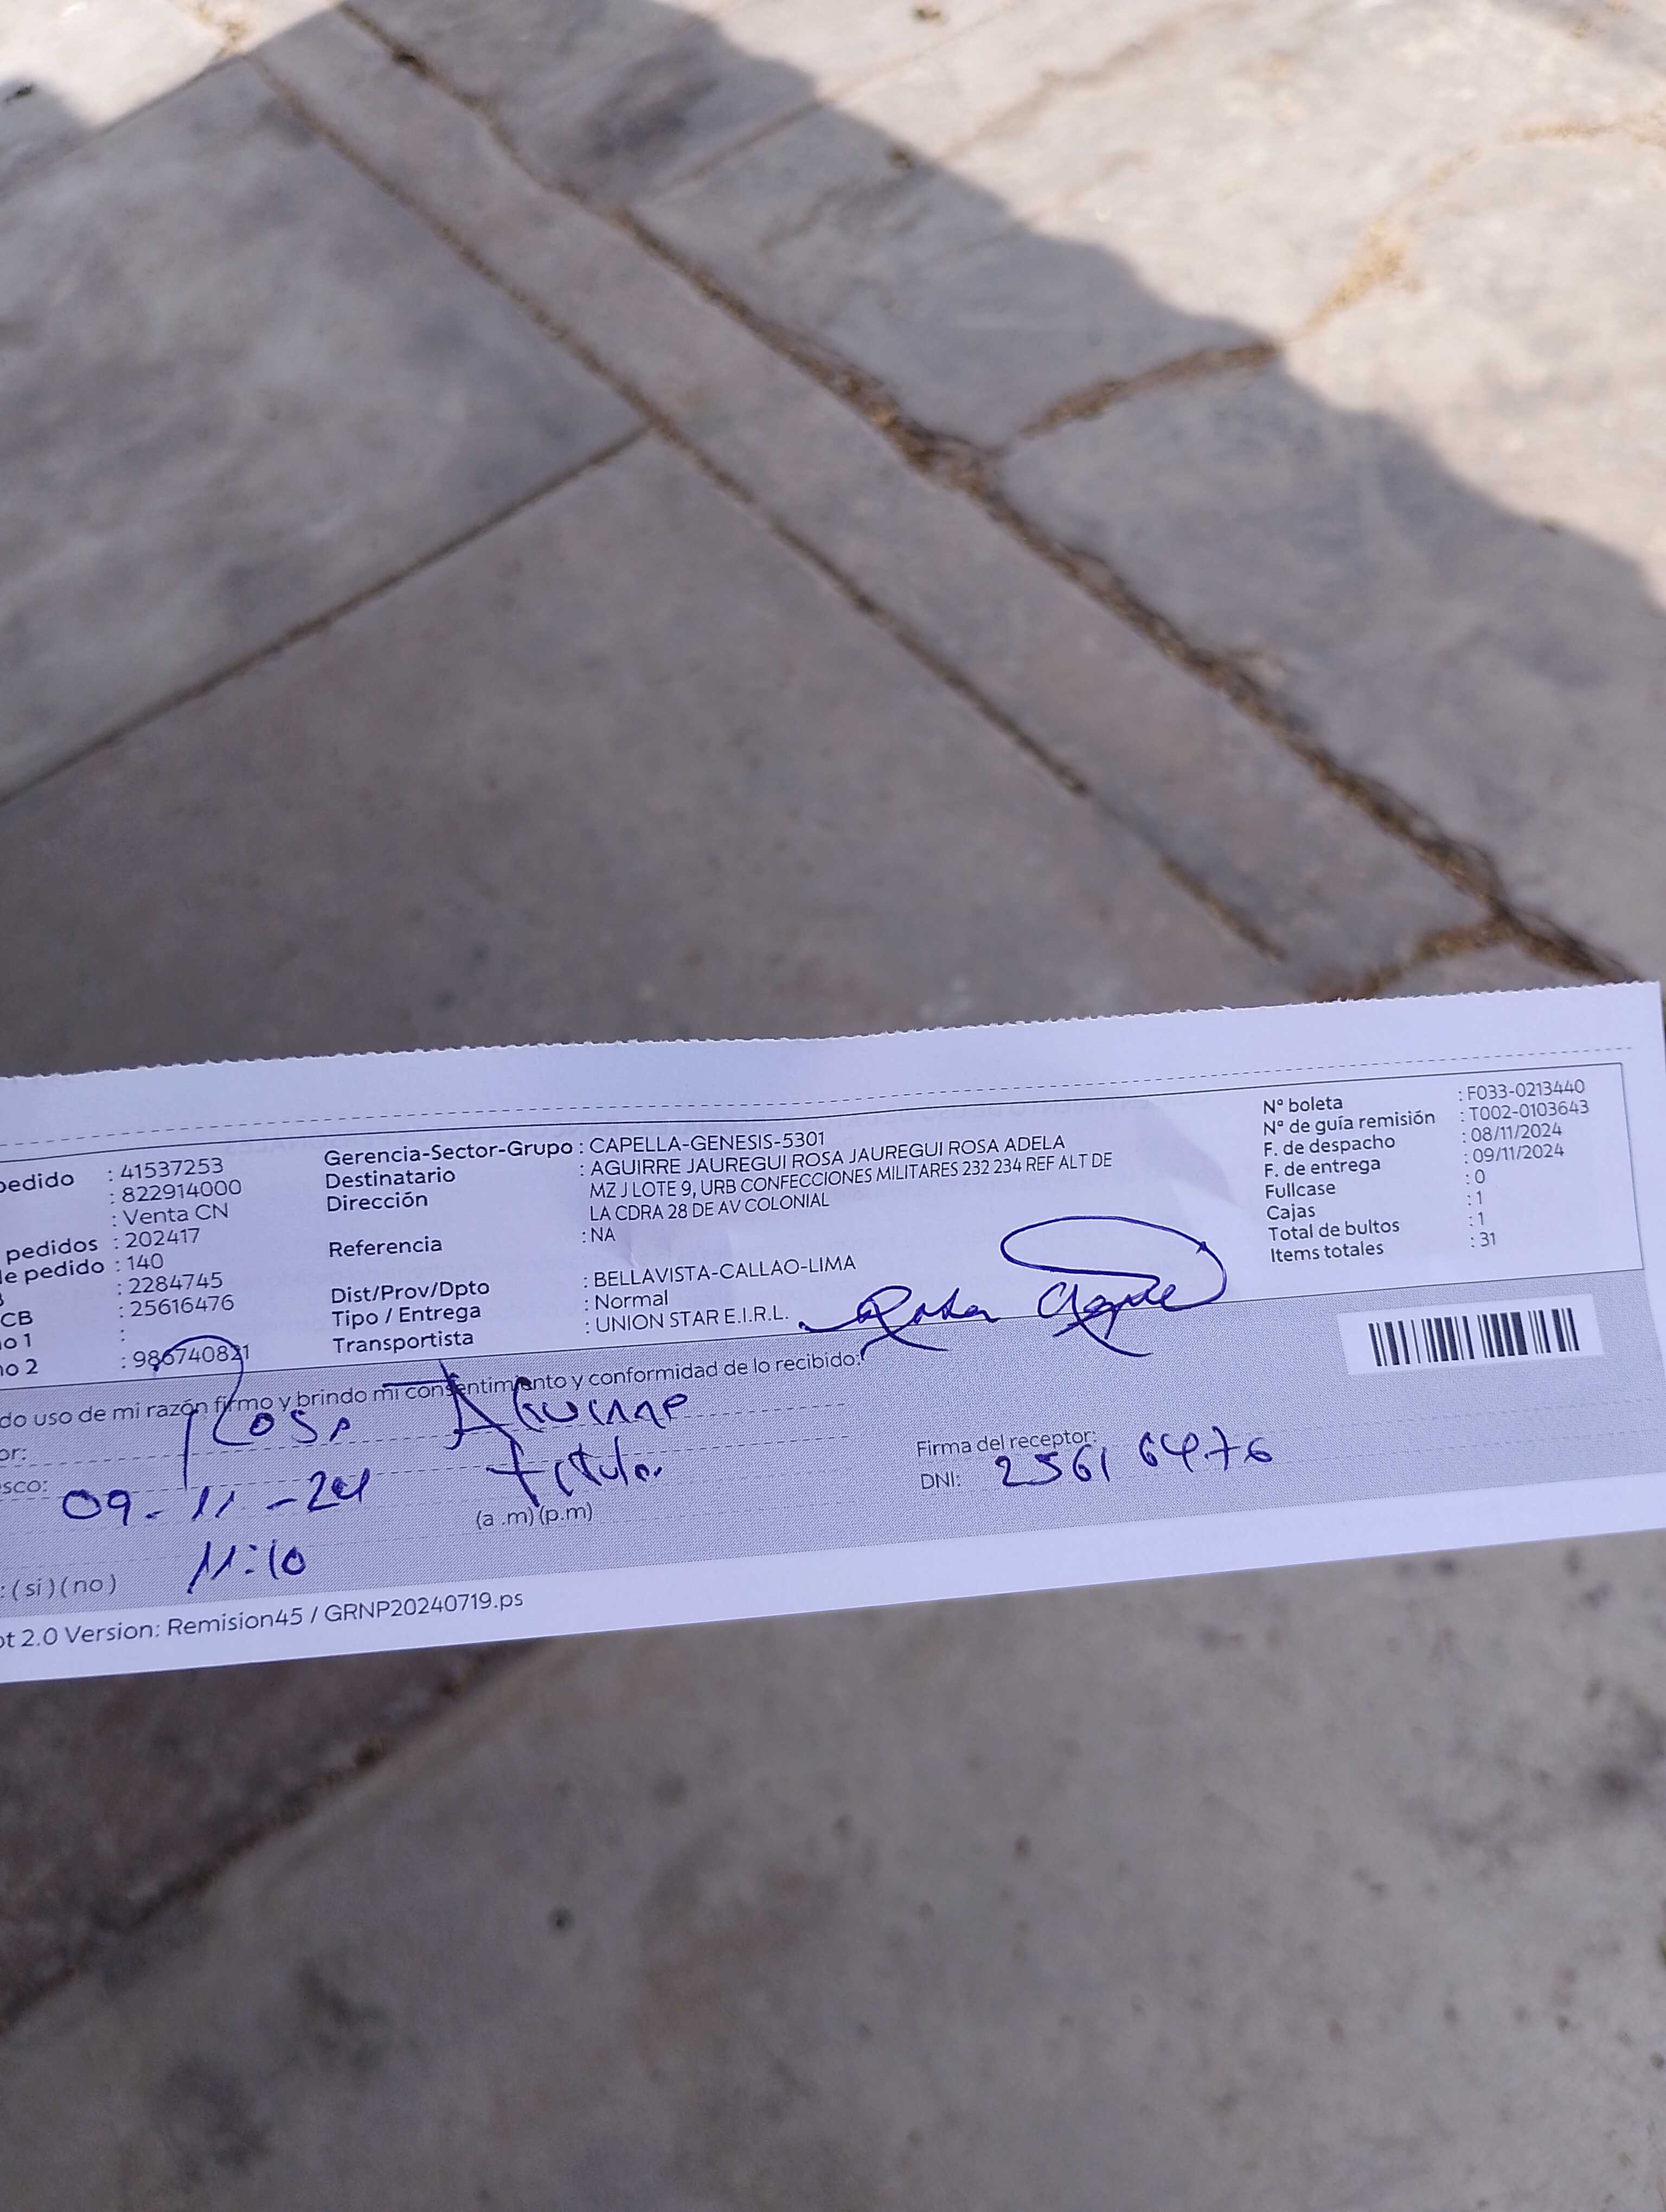 pedido : 41537253
: 822914000
: Venta CN
pedidos : 202417
de pedido : 140
: 2284745
CB : 25616476
no 1 :
no 2 : 986740821
Gerencia-Sector-Grupo : CAPELLA-GENESIS-5301
Destinatario : AGUIRRE JAUREGUI ROSA JAUREGUI ROSA ADELA
Dirección MZ J LOTE 9, URB CONFECCIONES MILITARES 232 234 REF ALT DE
LA CDRA 28 DE AV COLONIAL
Referencia : NA
Dist/Prov/Dpto : BELLAVISTA-CALLAO-LIMA
Tipo / Entrega : Normal
Transportista : UNION STAR E.I.R.L.
N° boleta : F033-0213440
N° de guía remisión : T002-0103643
F. de despacho : 08/11/2024
F. de entrega : 09/11/2024
Fullcase : 0
Cajas : 1
Total de bultos : 1
Items totales : 31
do uso de mi razón firmo y brindo mi consentimiento y conformidad de lo recibido:
or: Rosa Aguirre
sco: Titular
09-11-24
(a .m) (p.m)
11:10
: ( si ) ( no )
Firma del receptor:
DNI: 25616476
ot 2.0 Version: Remision45 / GRNP20240719.ps